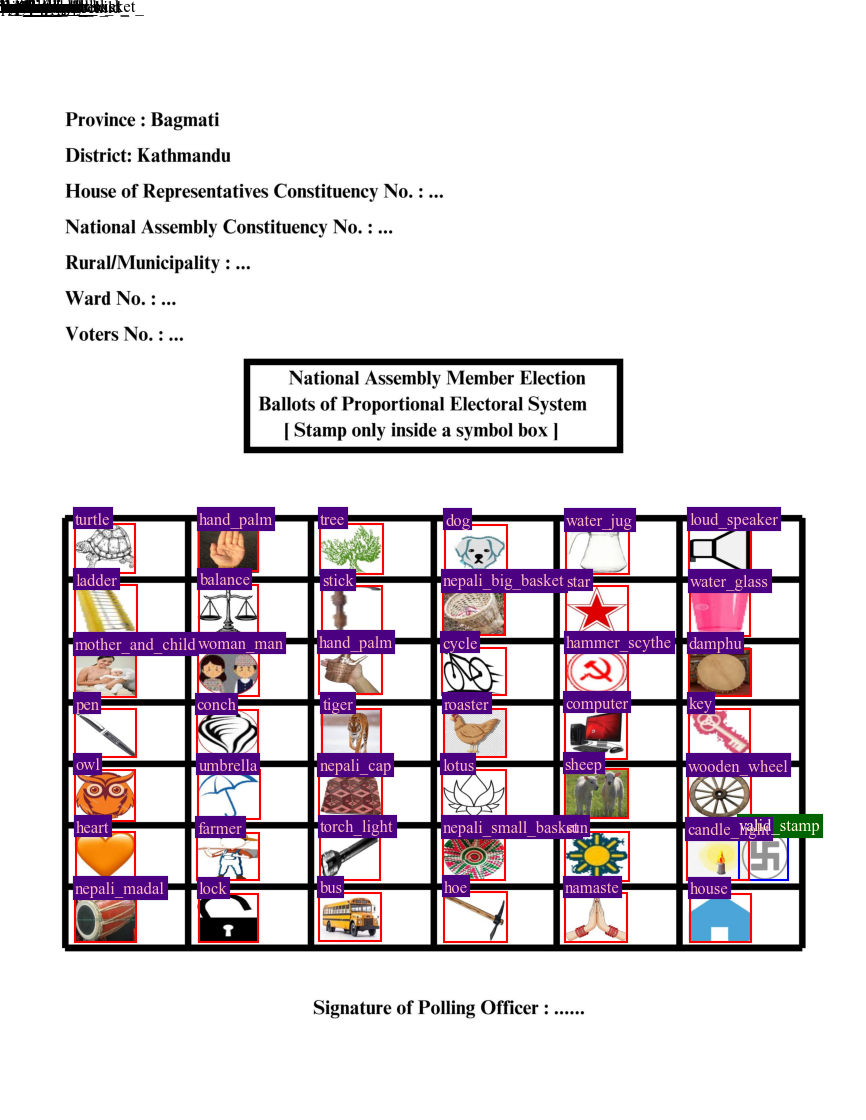 Province : Bagmati
District: Kathmandu
House of Representatives Constituency No. : ...
National Assembly Constituency No. : ...
Rural/Municipality : ...
Ward No. : ...
Voters No. : ...
National Assembly Member Election
Ballots of Proportional Electoral System
[ Stamp only inside a symbol box ]
turtle hand_palm tree dog water_jug loud_speaker
ladder balance stick nepali_big_basket star water_glass
mother_and_child woman_man hand_palm cycle hammer_scythe damphu
pen conch tiger roaster computer key
owl umbrella nepali_cap lotus sheep wooden_wheel
heart farmer torch_light nepali_small_basket sun candle_light valid_stamp
nepali_madal lock bus hoe namaste house
Signature of Polling Officer : ......